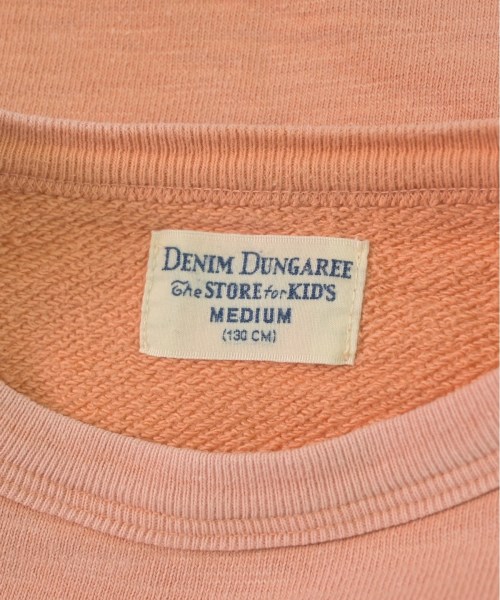 DENIM DUNGAREE
The STORE for KID'S
MEDIUM
(130 CM)